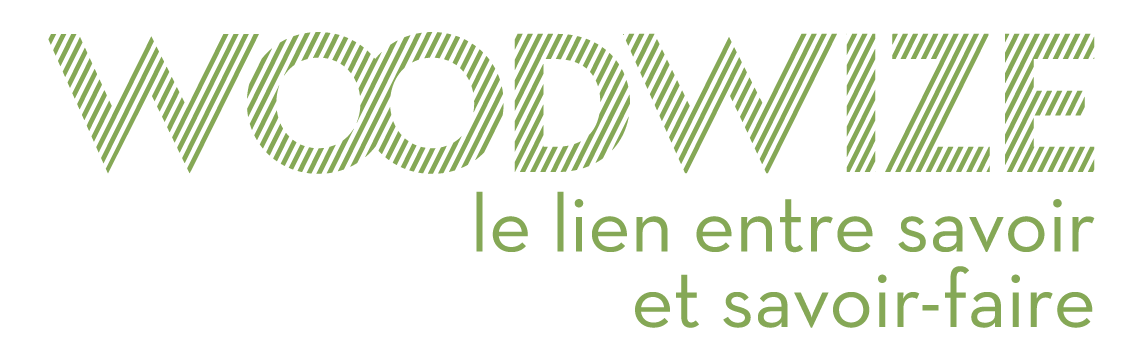 WOODWIZE
le lien entre savoir
et savoir-faire